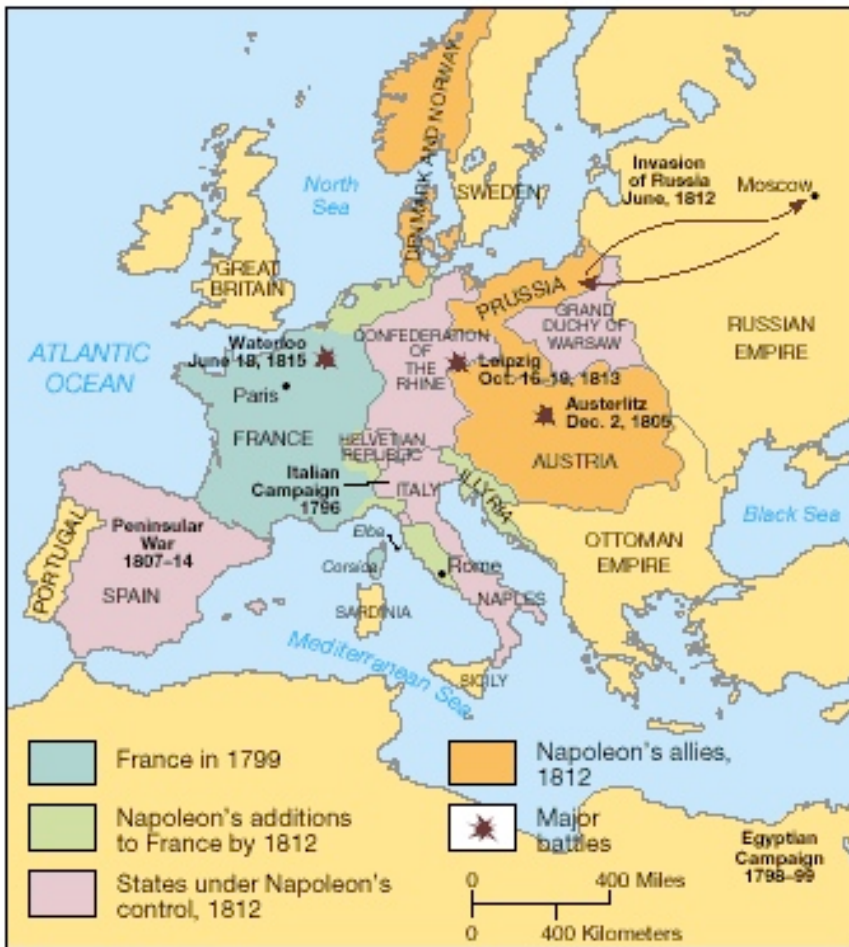 DENMARK AND NORWAY
SWEDEN
North
Sea
Invasion
of Russia
June, 1812
Moscow
GREAT
BRITAIN
PRUSSIA
GRAND
DUCHY OF
WARSAW
RUSSIAN
EMPIRE
ATLANTIC
OCEAN
Waterloo
June 18, 1815
CONFEDERATION
OF
THE
RHINE
Leipzig
Oct. 16–19, 1813
Paris
Austerlitz
Dec. 2, 1805
FRANCE
HELVETIAN
REPUBLIC
AUSTRIA
Italian
Campaign
1796
ITALY
ILLYRIA
Black Sea
PORTUGAL
Peninsular
War
1807–14
SPAIN
Elba
Corsica
Rome
OTTOMAN
EMPIRE
SARDINIA
NAPLES
Mediterranean Sea
SICILY
France in 1799
Napoleon's additions
to France by 1812
States under Napoleon's
control, 1812
Napoleon's allies,
1812
Major
battles
Egyptian
Campaign
1798–99
0 400 Miles
0 400 Kilometers